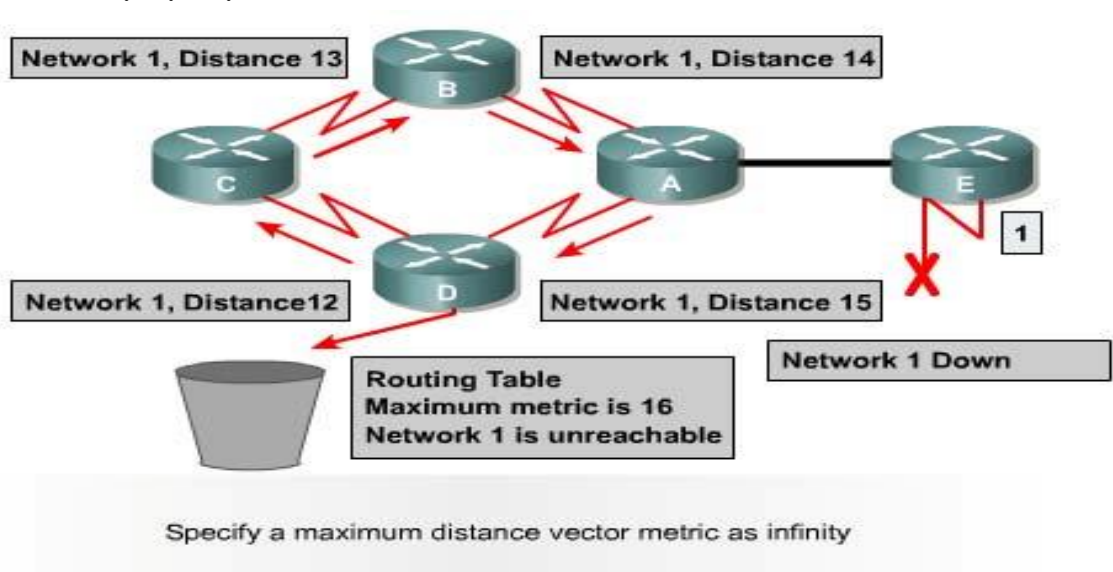 Network 1, Distance 13
Network 1, Distance 14
B
C
A
E
1
D
Network 1, Distance12
Network 1, Distance 15
Network 1 Down
Routing Table
Maximum metric is 16
Network 1 is unreachable
Specify a maximum distance vector metric as infinity